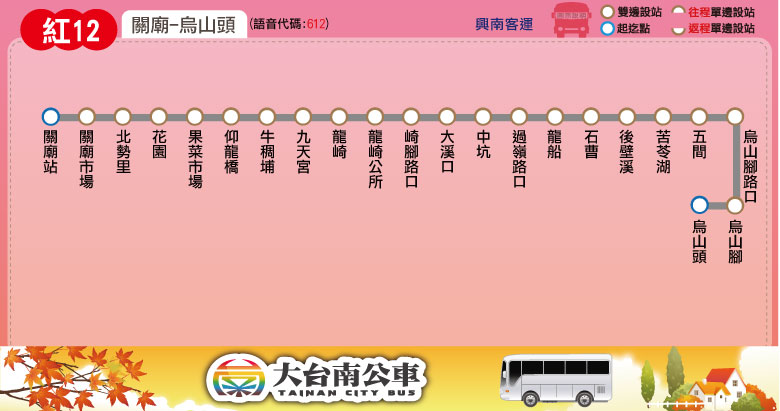 紅12
關廟-烏山頭
(語音代碼:612)
興南客運
雙邊設站
往程單邊設站
起迄點
返程單邊設站
關廟站
關廟市場
北勢里
花園
果菜市場
仰龍橋
牛稠埔
九天宮
龍崎
龍崎公所
崎腳路口
大溪口
中坑
過嶺路口
龍船
石曹
後壁溪
苦苓湖
五間
烏山腳路口
烏山腳
烏山頭
大台南公車
TAINAN CITY BUS